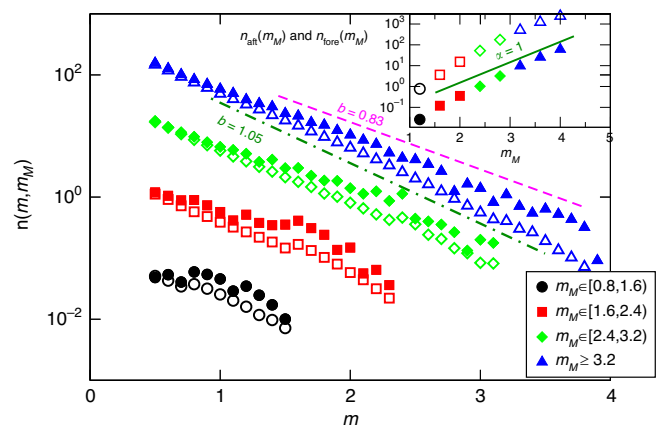 n_aft(m_M) and n_fore(m_M)
10^3
10^2
10^1
10^0
10^-1
α = 1
1 2 3 4 5
m_M
10^2
10^0
10^-2
n(m,m_M)
b = 0.83
b = 1.05
m_M∈[0.8,1.6)
m_M∈[1.6,2.4)
m_M∈[2.4,3.2)
m_M ≥ 3.2
0 1 2 3 4
m